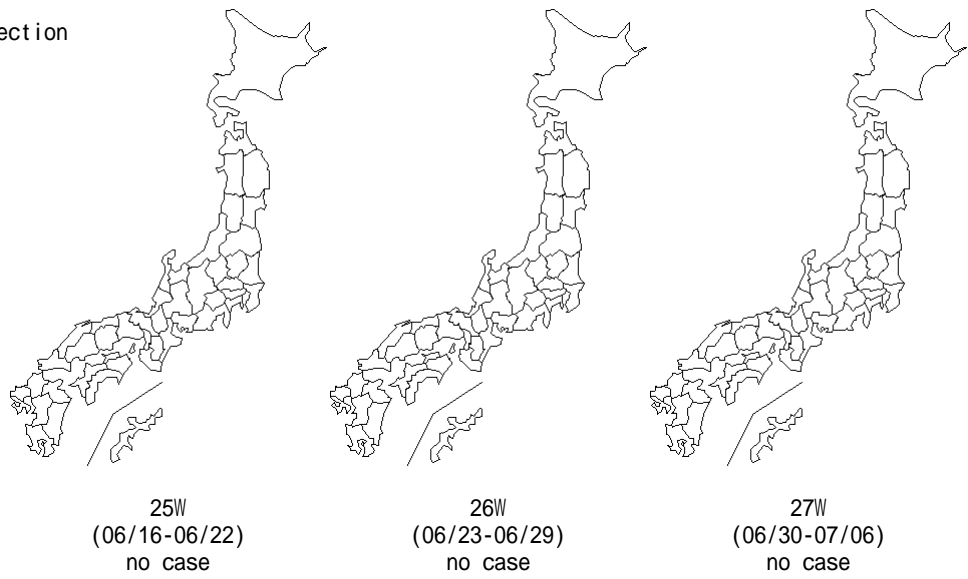 ection
25W
(06/16-06/22)
no case
26W
(06/23-06/29)
no case
27W
(06/30-07/06)
no case